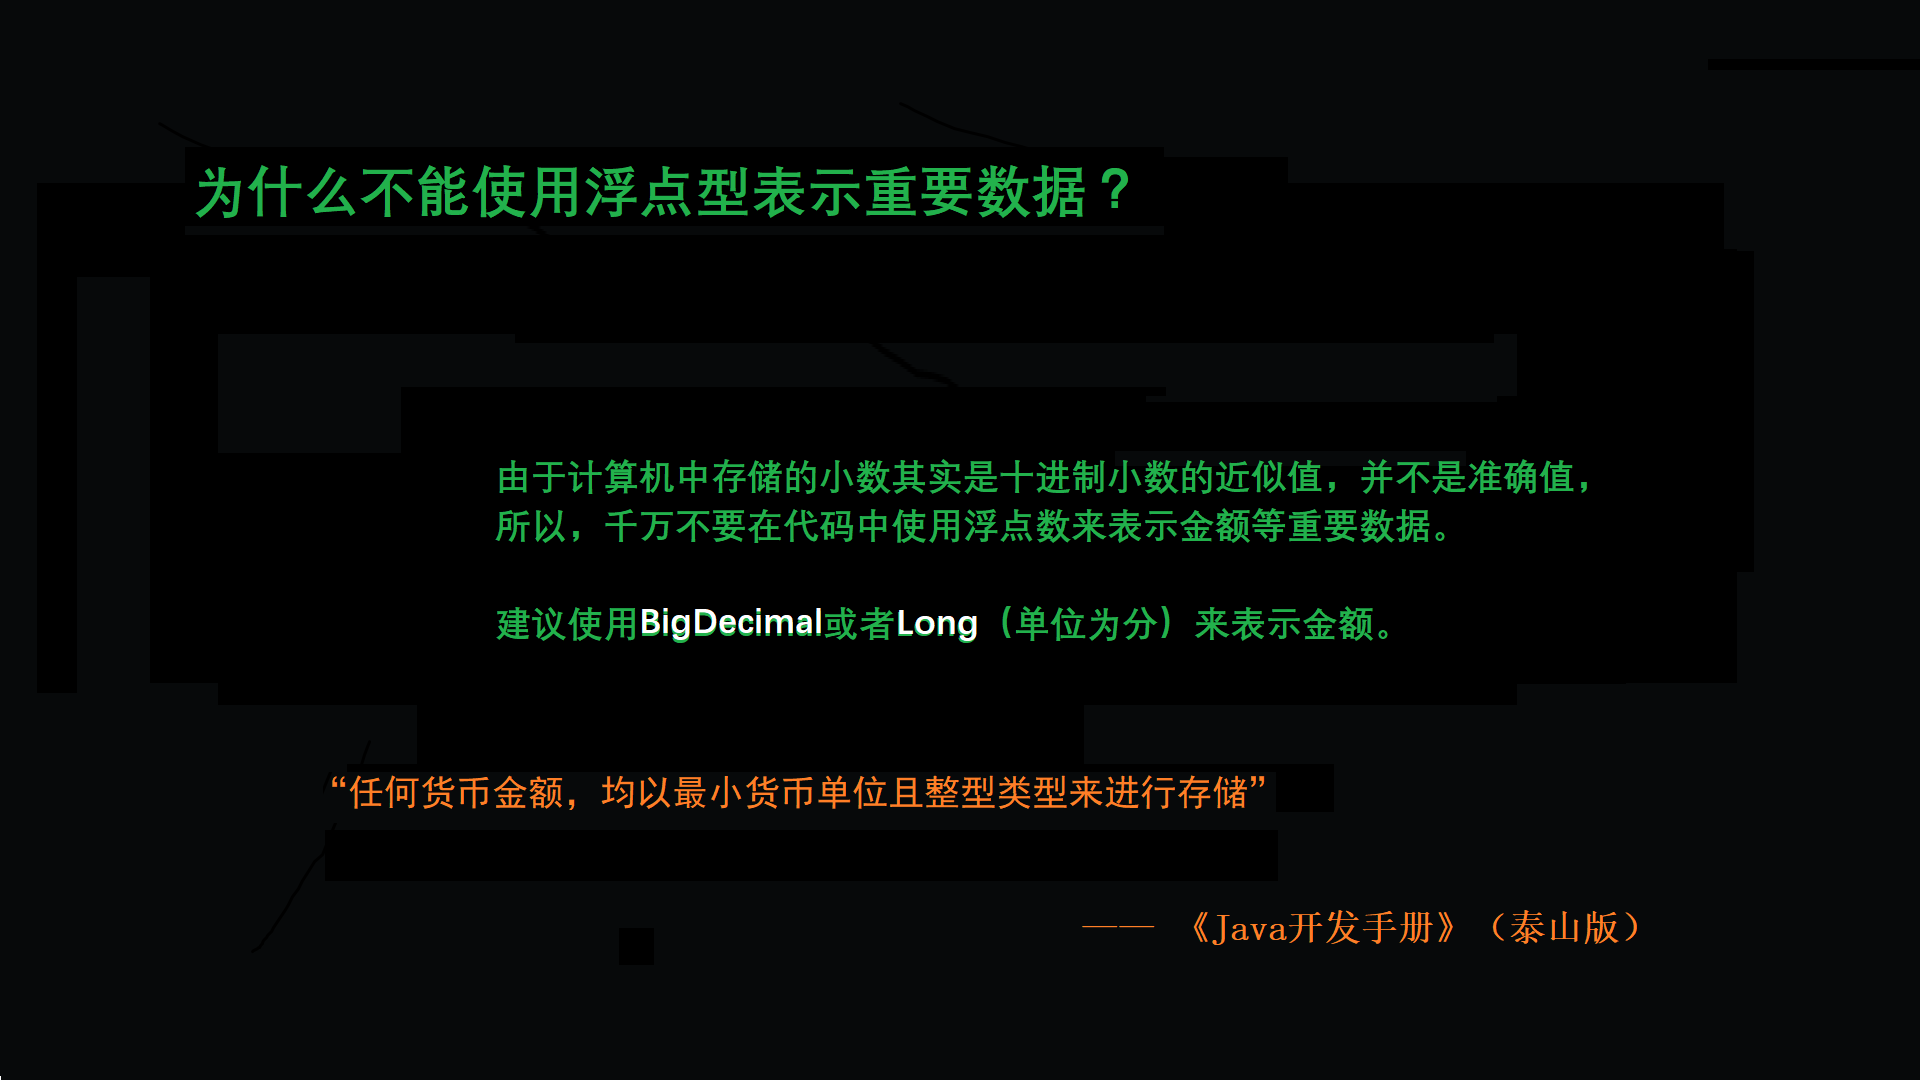 为什么不能使用浮点型表示重要数据？
由于计算机中存储的小数其实是十进制小数的近似值，并不是准确值，
所以，千万不要在代码中使用浮点数来表示金额等重要数据。
建议使用BigDecimal或者Long（单位为分）来表示金额。
“任何货币金额，均以最小货币单位且整型类型来进行存储”
—— 《Java开发手册》（泰山版）